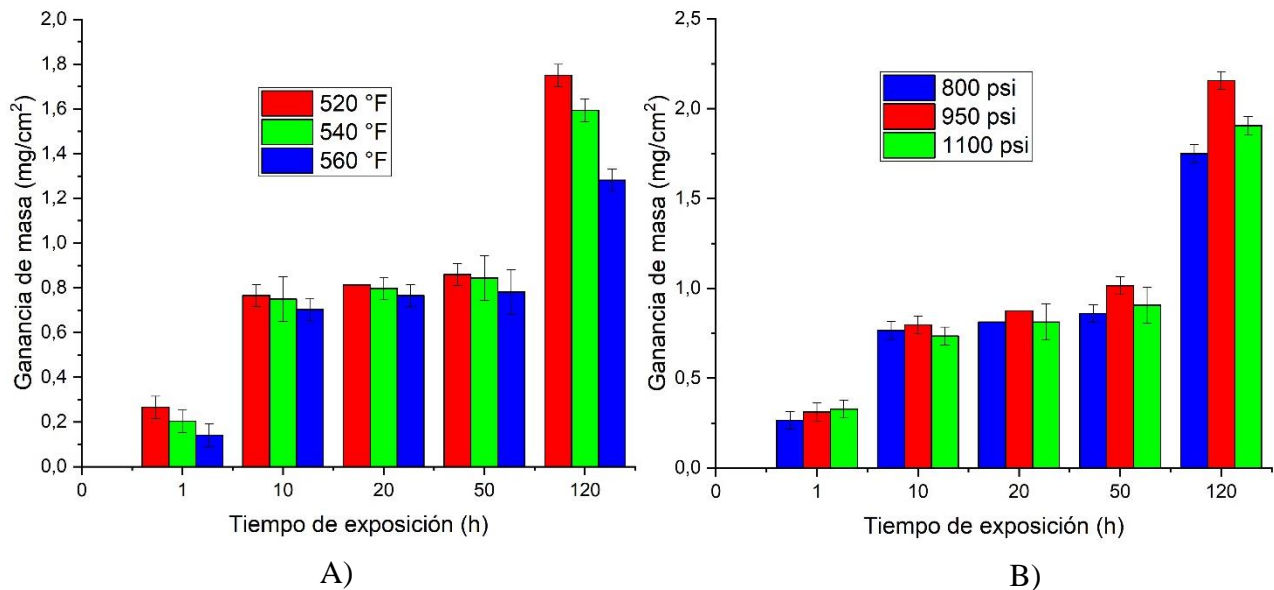 2,0
1,8
1,6
1,4
1,2
1,0
0,8
0,6
0,4
0,2
0,0
Ganancia de masa (mg/cm²)
520 °F
540 °F
560 °F
0 1 10 20 50 120
Tiempo de exposición (h)
A)
2,5
2,0
1,5
1,0
0,5
0,0
Ganancia de masa (mg/cm²)
800 psi
950 psi
1100 psi
0 1 10 20 50 120
Tiempo de exposición (h)
B)